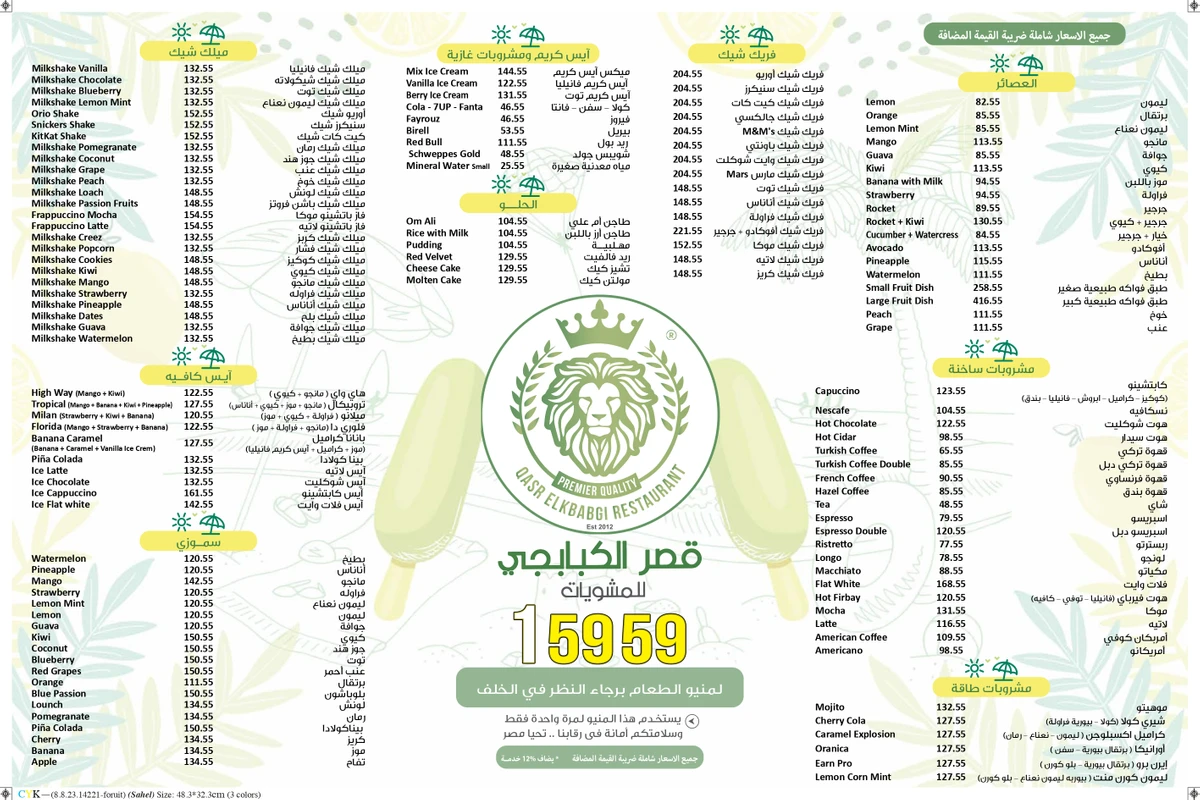 ميلك شيك
Milkshake Vanilla 132.55 ميلك شيك فانيليا
Milkshake Chocolate 132.55 ميلك شيك شيكولاته
Milkshake Blueberry 132.55 ميلك شيك توت
Milkshake Lemon Mint 132.55 ميلك شيك ليمون نعناع
Orio Shake 152.55 أوريو شيك
Snickers Shake 152.55 سنيكرز شيك
KitKat Shake 152.55 كيت كات شيك
Milkshake Pomegranate 132.55 ميلك شيك رمان
Milkshake Coconut 132.55 ميلك شيك جوز هند
Milkshake Grape 132.55 ميلك شيك عنب
Milkshake Peach 132.55 ميلك شيك خوخ
Milkshake Loach 148.55 ميلك شيك لونش
Milkshake Passion Fruits 148.55 ميلك شيك باشن فروتز
Frappuccino Mocha 154.55 فراباتشينو موكا
Frappuccino Latte 154.55 فراباتشينو لاتيه
Milkshake Creez 132.55 ميلك شيك كريز
Milkshake Popcorn 132.55 ميلك شيك فشار
Milkshake Cookies 148.55 ميلك شيك كوكيز
Milkshake Kiwi 148.55 ميلك شيك كيوي
Milkshake Mango 148.55 ميلك شيك مانجو
Milkshake Strawberry 132.55 ميلك شيك فراوله
Milkshake Pineapple 148.55 ميلك شيك أناناس
Milkshake Dates 148.55 ميلك شيك بلح
Milkshake Guava 132.55 ميلك شيك جوافة
Milkshake Watermelon 132.55 ميلك شيك بطيخ
آيس كافيه
High Way (Mango + Kiwi) 122.55 هاي واي ( مانجو + كيوي )
Tropical (Mango + Banana + Kiwi + Pineapple) 127.55 تروبيكال ( مانجو + موز + كيوي + أناناس)
Milan (Strawberry + Kiwi + Banana) 120.55 ميلانو ( فراولة + كيوي + موز)
Florida (Mango + Strawberry + Banana) 122.55 فلوري دا ( مانجو + فراولة + موز )
Banana Caramel 127.55 بانانا كراميل
(Banana + Caramel + Vanilla Ice Crem) (موز + كراميل + آيس كريم فانيليا)
Piña Colada 132.55 بينا كولادا
Ice Latte 132.55 آيس لاتيه
Ice Chocolate 132.55 آيس شوكليت
Ice Cappuccino 161.55 آيس كابتشينو
Ice Flat white 142.55 آيس فلات وايت
سمـوزي
Watermelon 120.55 بطيخ
Pineapple 120.55 أناناس
Mango 142.55 مانجو
Strawberry 120.55 فراوله
Lemon Mint 120.55 ليمون نعناع
Lemon 120.55 ليمون
Guava 120.55 جوافة
Kiwi 150.55 كيوي
Coconut 150.55 جوز هند
Blueberry 150.55 توت
Red Grapes 150.55 عنب أحمر
Orange 111.55 برتقال
Blue Passion 150.55 بلوباشون
Lounch 134.55 لونش
Pomegranate 134.55 رمان
Piña Colada 150.55 بيناكولادا
Cherry 134.55 كريز
Banana 134.55 موز
Apple 134.55 تفاح
آيس كريم ومشروبات غازية
Mix Ice Cream 144.55 ميكس آيس كريم
Vanilla Ice Cream 122.55 آيس كريم فانيليا
Berry Ice Cream 131.55 آيس كريم توت
Cola - 7UP - Fanta 46.55 كولا – سفن – فانتا
Fayrouz 46.55 فيروز
Birell 53.55 بيريل
Red Bull 111.55 ريد بول
Schweppes Gold 48.55 شويبس جولد
Mineral Water Small 25.55 مياه معدنية صغيرة
الحلـــو
Om Ali 104.55 طاجن أم علي
Rice with Milk 104.55 طاجن أرز باللبن
Pudding 104.55 مهـلبيـــة
Red Velvet 129.55 ريد فالفيت
Cheese Cake 129.55 تشيز كيك
Molten Cake 129.55 مولتن كيك
فريك شيك
204.55 فريك شيك أوريو
204.55 فريك شيك سنيكرز
204.55 فريك شيك كيت كات
204.55 فريك شيك جالكسي
204.55 فريك شيك M&M's
204.55 فريك شيك باونتي
204.55 فريك شيك وايت شوكلت
204.55 فريك شيك مارس Mars
148.55 فريك شيك توت
148.55 فريك شيك أناناس
148.55 فريك شيك فراولة
221.55 فريك شيك أفوكادو + جرجير
152.55 فريك شيك موكا
148.55 فريك شيك لاتيه
148.55 فريك شيك كريز
®
PREMIER QUALITY
QASR ELKBABGI RESTAURANT
Est 2012
قصر الكبابجي
للمشويات
15959
لمنيو الطعام برجاء النظر في الخلف
يستخدم هذا المنيو لمرة واحدة فقط
وسلامتكم أمانة في رقابنا .. تحيا مصر
جميع الاسعار شاملة ضريبة القيمة المضافة * يضاف 12% خدمـة
جميع الاسعار شاملة ضريبة القيمة المضافة
العصائر
Lemon 82.55 ليمون
Orange 85.55 برتقال
Lemon Mint 85.55 ليمون نعناع
Mango 113.55 مانجو
Guava 85.55 جوافة
Kiwi 113.55 كيوي
Banana with Milk 94.55 موز باللبن
Strawberry 94.55 فراولة
Rocket 89.55 جرجير
Rocket + Kiwi 130.55 جرجير + كيوي
Cucumber + Watercress 84.55 خيار + جرجير
Avocado 113.55 أفوكادو
Pineapple 115.55 أناناس
Watermelon 111.55 بطيخ
Small Fruit Dish 258.55 طبق فواكه طبيعية صغير
Large Fruit Dish 416.55 طبق فواكه طبيعية كبير
Peach 111.55 خوخ
Grape 111.55 عنب
مشروبات ساخنة
Capuccino 123.55 كابتشينو
(كوكيز – كراميل – ايروش – فانيليا – بندق)
Nescafe 104.55 نسكافيه
Hot Chocolate 122.55 هوت شوكليت
Hot Cidar 98.55 هوت سيدار
Turkish Coffee 65.55 قهوة تركي
Turkish Coffee Double 85.55 قهوة تركي دبل
French Coffee 90.55 قهوة فرنساوي
Hazel Coffee 85.55 قهوة بندق
Tea 48.55 شاي
Espresso 79.55 اسبريسو
Espresso Double 120.55 اسبريسو دبل
Ristretto 77.55 ريسترتو
Longo 78.55 لونجو
Macchiato 88.55 مكياتو
Flat White 168.55 فلات وايت
Hot Firbay 120.55 هوت فيرباي (فانيليا – توفي – كافيه)
Mocha 131.55 موكا
Latte 116.55 لاتيه
American Coffee 109.55 أمريكان كوفي
Americano 98.55 أمريكانو
مشروبات طاقة
Mojito 132.55 موهيتو
Cherry Cola 127.55 شيري كولا (كولا – بيورية فراولة)
Caramel Explosion 127.55 كراميل اكسبلوجن ( ليمون – نعناع – رمان)
Oranica 127.55 أورانيكا ( برتقال بيورية – سفن )
Earn Pro 127.55 إيرن برو ( برتقال بيورية – بلو كورن)
Lemon Corn Mint 127.55 ليمون كورن منت ( بيوريه ليمون نعناع – بلو كورن)
CYK—(8.8.23.14221-foruit) (Sahel) Size: 48.3*32.3cm (3 colors)